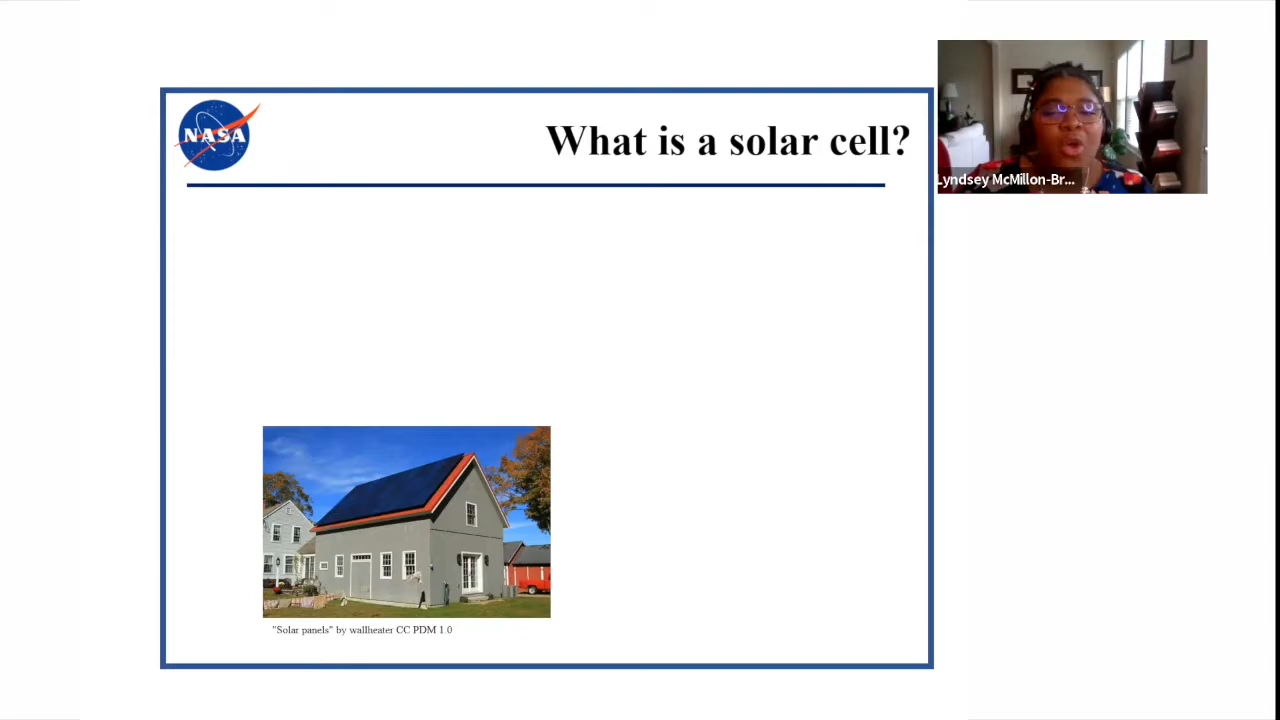 NASA
What is a solar cell?
Lyndsey McMillon-Br...
"Solar panels" by wallheater CC PDM 1.0